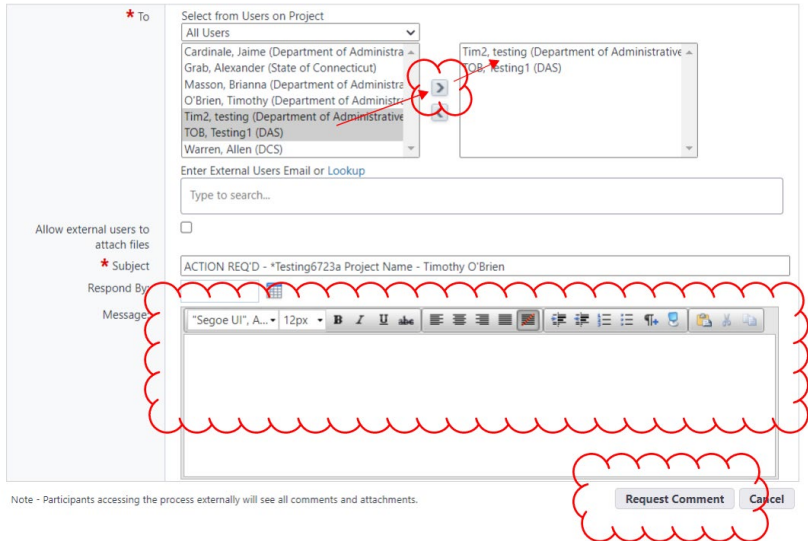 * To
Select from Users on Project
All Users
Cardinale, Jaime (Department of Administra
Grab, Alexander (State of Connecticut)
Masson, Brianna (Department of Administra
O'Brien, Timothy (Department of Administra
Tim2, testing (Department of Administrative
TOB, Testing1 (DAS)
Warren, Allen (DCS)
Tim2, testing (Department of Administrative
TOB, Testing1 (DAS)
Enter External Users Email or Lookup
Type to search...
Allow external users to
attach files
* Subject
ACTION REQ'D - *Testing6723a Project Name - Timothy O'Brien
Respond By:
Message:
"Segoe UI", A... 12px B I U abc
Note - Participants accessing the process externally will see all comments and attachments.
Request Comment Cancel